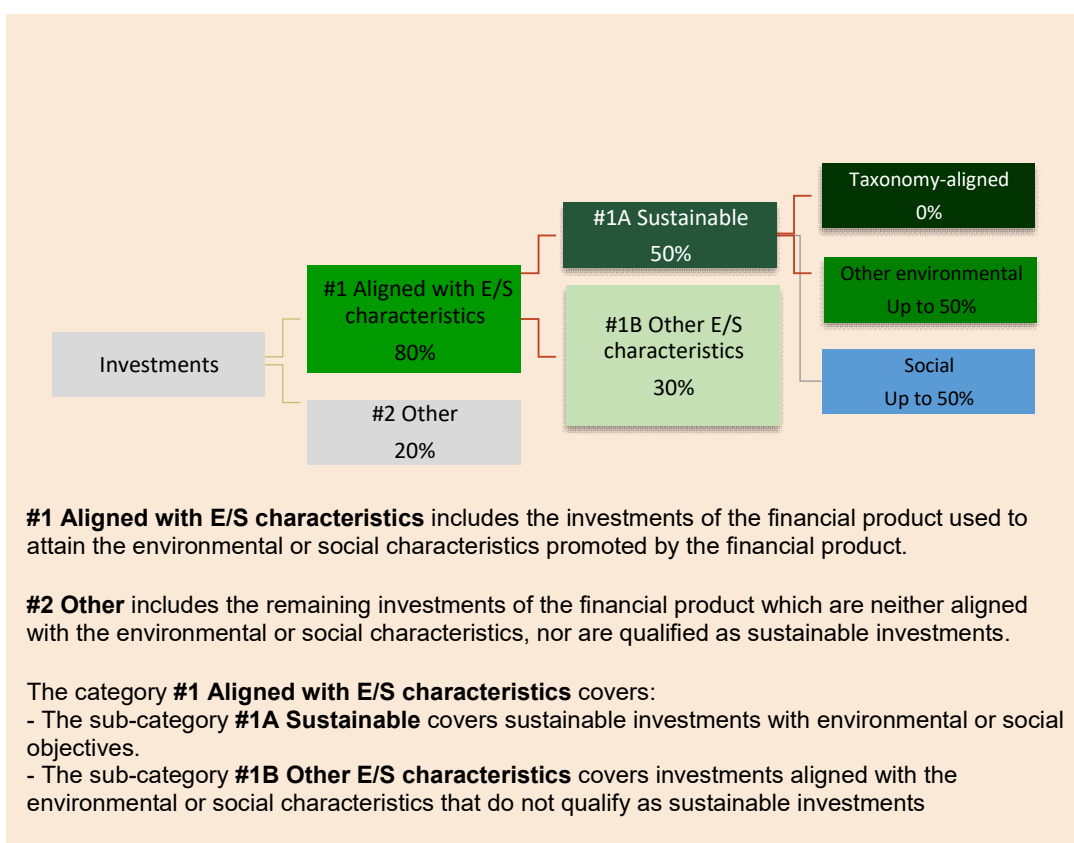 Investments
#1 Aligned with E/S
characteristics
80%
#2 Other
20%
#1A Sustainable
50%
#1B Other E/S
characteristics
30%
Taxonomy-aligned
0%
Other environmental
Up to 50%
Social
Up to 50%
#1 Aligned with E/S characteristics includes the investments of the financial product used to
attain the environmental or social characteristics promoted by the financial product.
#2 Other includes the remaining investments of the financial product which are neither aligned
with the environmental or social characteristics, nor are qualified as sustainable investments.
The category #1 Aligned with E/S characteristics covers:
- The sub-category #1A Sustainable covers sustainable investments with environmental or social
objectives.
- The sub-category #1B Other E/S characteristics covers investments aligned with the
environmental or social characteristics that do not qualify as sustainable investments